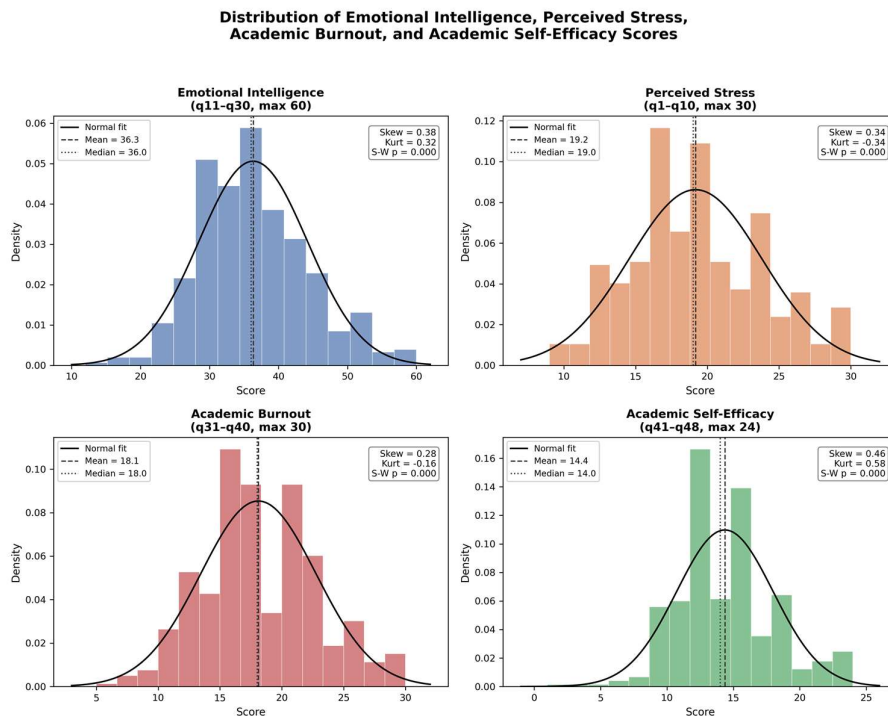 Distribution of Emotional Intelligence, Perceived Stress,
Academic Burnout, and Academic Self-Efficacy Scores
Emotional Intelligence
(q11–q30, max 60)
Normal fit
Mean = 36.3
Median = 36.0
Skew = 0.38
Kurt = 0.32
S-W p = 0.000
Density
0.06
0.05
0.04
0.03
0.02
0.01
0.00
10 20 30 40 50 60
Score
Perceived Stress
(q1–q10, max 30)
Normal fit
Mean = 19.2
Median = 19.0
Skew = 0.34
Kurt = -0.34
S-W p = 0.000
Density
0.12
0.10
0.08
0.06
0.04
0.02
0.00
10 15 20 25 30
Score
Academic Burnout
(q31–q40, max 30)
Normal fit
Mean = 18.1
Median = 18.0
Skew = 0.28
Kurt = -0.16
S-W p = 0.000
Density
0.10
0.08
0.06
0.04
0.02
0.00
5 10 15 20 25 30
Score
Academic Self-Efficacy
(q41–q48, max 24)
Normal fit
Mean = 14.4
Median = 14.0
Skew = 0.46
Kurt = 0.58
S-W p = 0.000
Density
0.16
0.14
0.12
0.10
0.08
0.06
0.04
0.02
0.00
0 5 10 15 20 25
Score